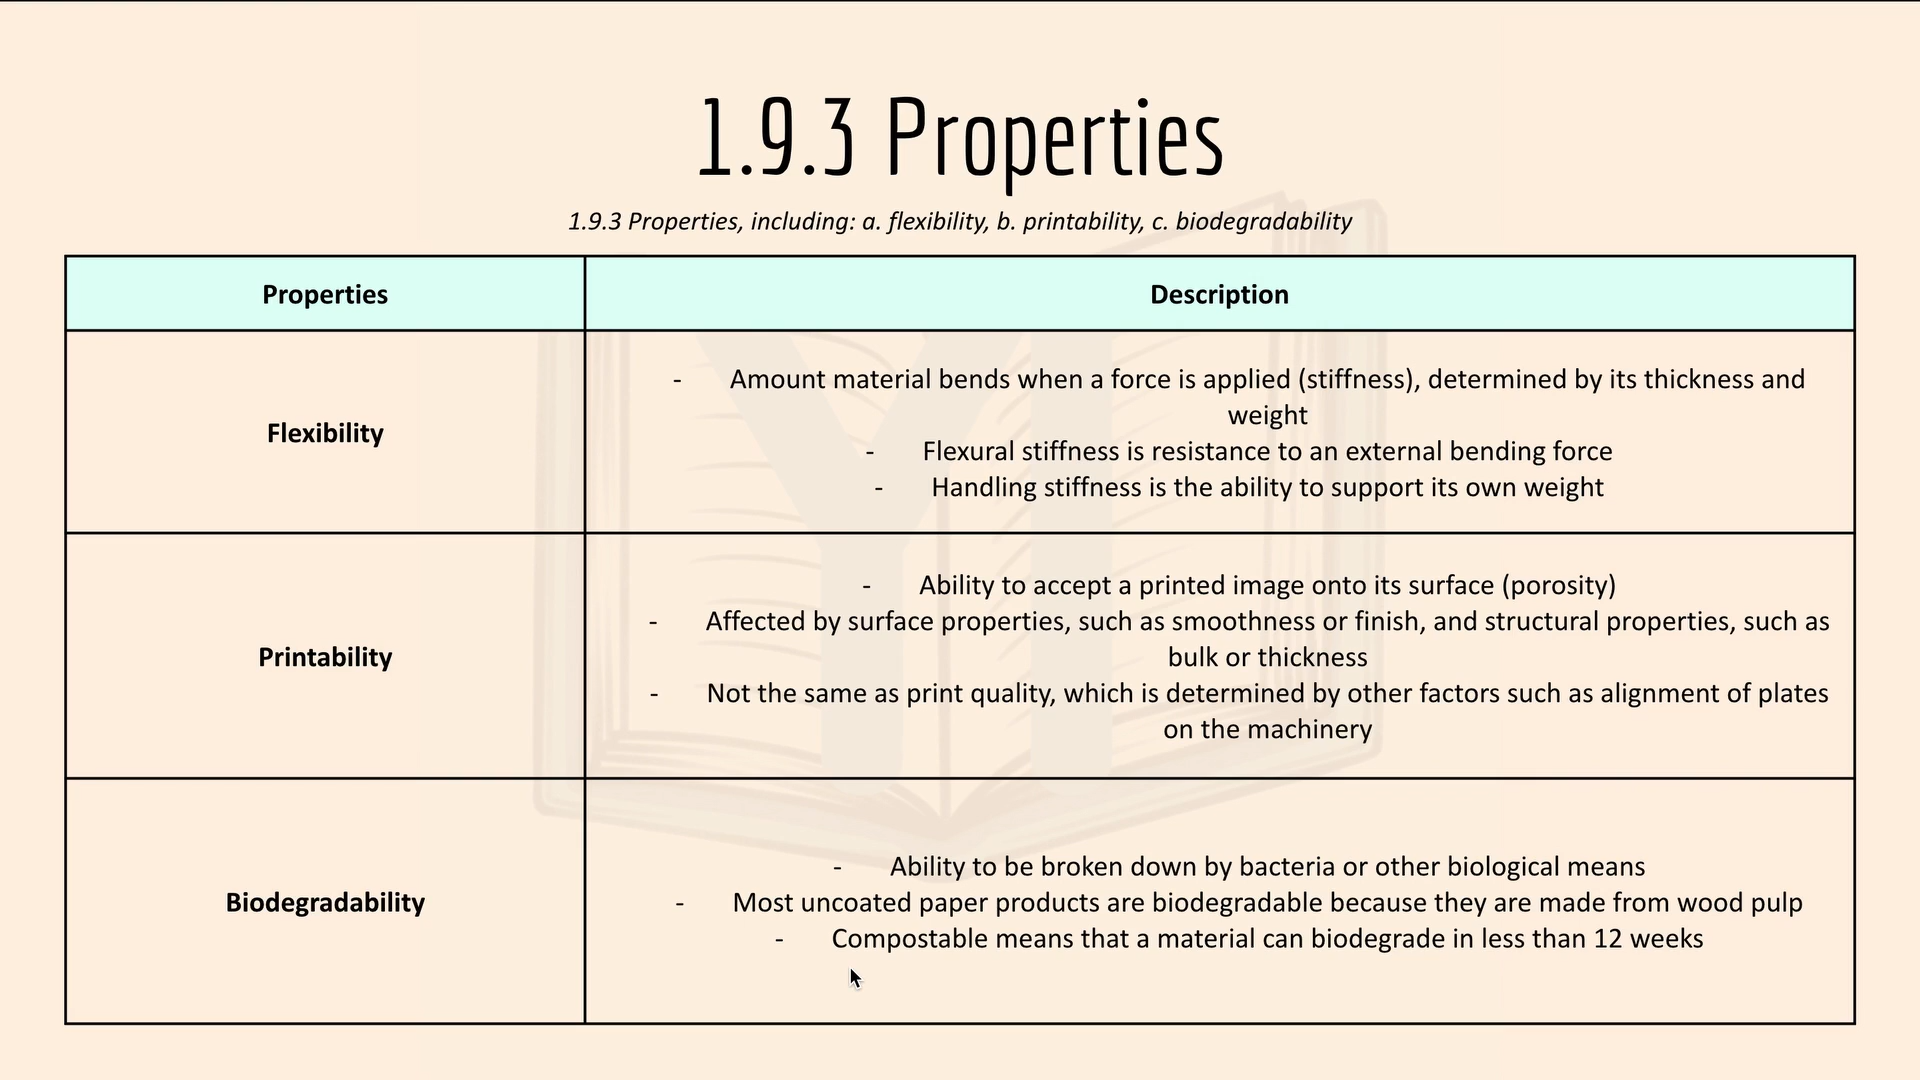 1.9.3 Properties
1.9.3 Properties, including: a. flexibility, b. printability, c. biodegradability
Properties
Description
Flexibility
- Amount material bends when a force is applied (stiffness), determined by its thickness and
weight
- Flexural stiffness is resistance to an external bending force
- Handling stiffness is the ability to support its own weight
Printability
- Ability to accept a printed image onto its surface (porosity)
- Affected by surface properties, such as smoothness or finish, and structural properties, such as
bulk or thickness
- Not the same as print quality, which is determined by other factors such as alignment of plates
on the machinery
Biodegradability
- Ability to be broken down by bacteria or other biological means
- Most uncoated paper products are biodegradable because they are made from wood pulp
- Compostable means that a material can biodegrade in less than 12 weeks
YI